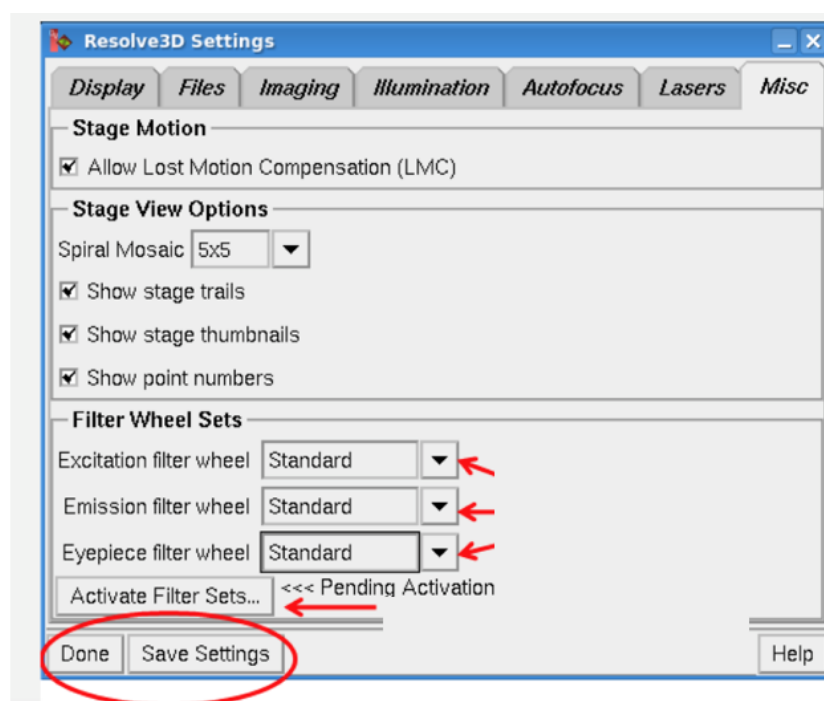 Resolve3D Settings
Display Files Imaging Illumination Autofocus Lasers Misc
Stage Motion
Allow Lost Motion Compensation (LMC)
Stage View Options
Spiral Mosaic 5x5
Show stage trails
Show stage thumbnails
Show point numbers
Filter Wheel Sets
Excitation filter wheel Standard
Emission filter wheel Standard
Eyepiece filter wheel Standard
Activate Filter Sets... <<< Pending Activation
Done Save Settings Help